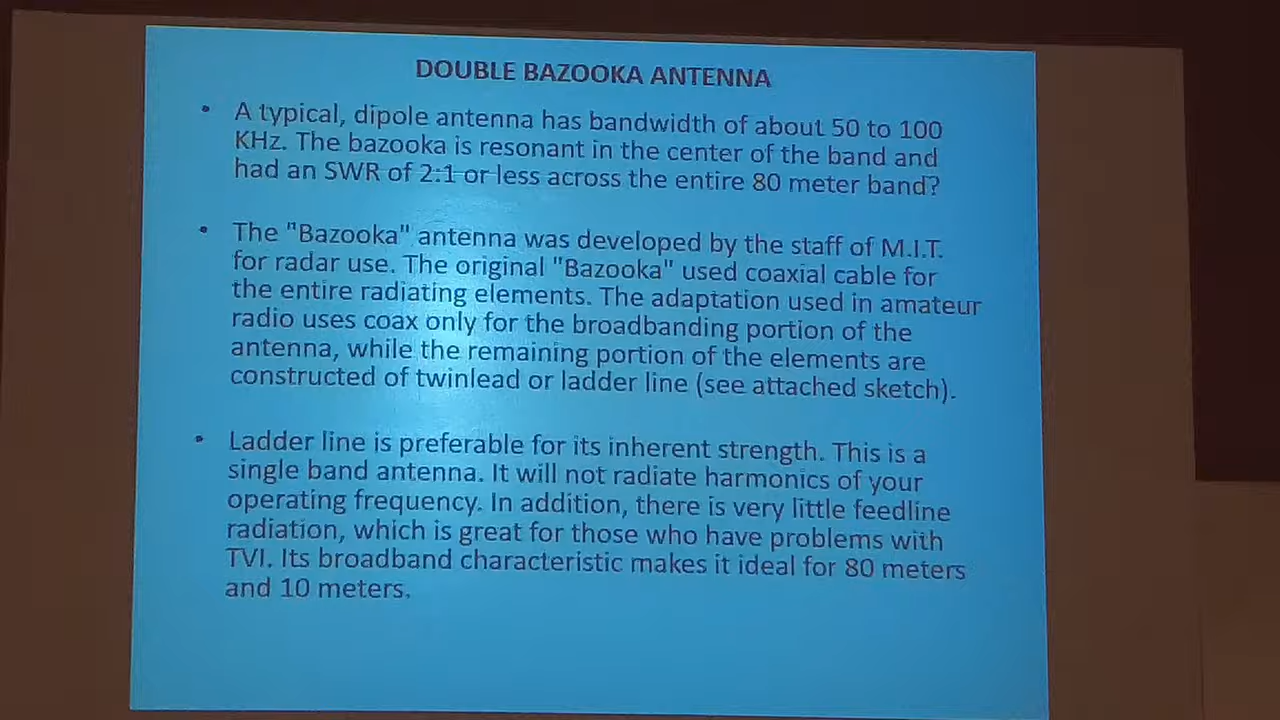 DOUBLE BAZOOKA ANTENNA
• A typical, dipole antenna has bandwidth of about 50 to 100
KHz. The bazooka is resonant in the center of the band and
had an SWR of 2:1 or less across the entire 80 meter band?
• The "Bazooka" antenna was developed by the staff of M.I.T.
for radar use. The original "Bazooka" used coaxial cable for
the entire radiating elements. The adaptation used in amateur
radio uses coax only for the broadbanding portion of the
antenna, while the remaining portion of the elements are
constructed of twinlead or ladder line (see attached sketch).
• Ladder line is preferable for its inherent strength. This is a
single band antenna. It will not radiate harmonics of your
operating frequency. In addition, there is very little feedline
radiation, which is great for those who have problems with
TVI. Its broadband characteristic makes it ideal for 80 meters
and 10 meters.